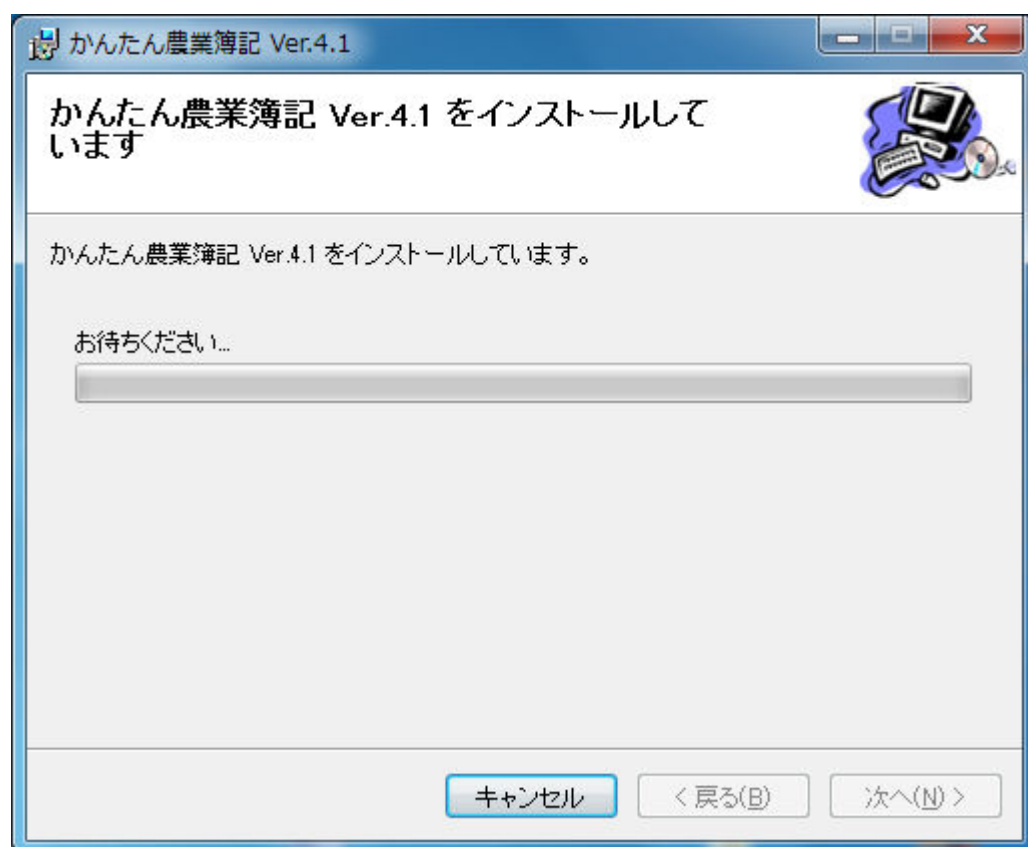 かんたん農業簿記 Ver.4.1
かんたん農業簿記 Ver.4.1 をインストールして
います
かんたん農業簿記 Ver.4.1 をインストールしています。
お待ちください...
キャンセル
< 戻る(B)
次へ(N) >